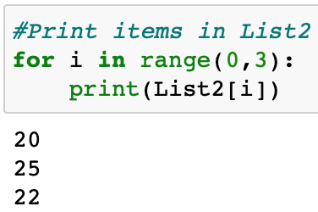 #Print items in List2
for i in range(0,3):
    print(List2[i])
20
25
22